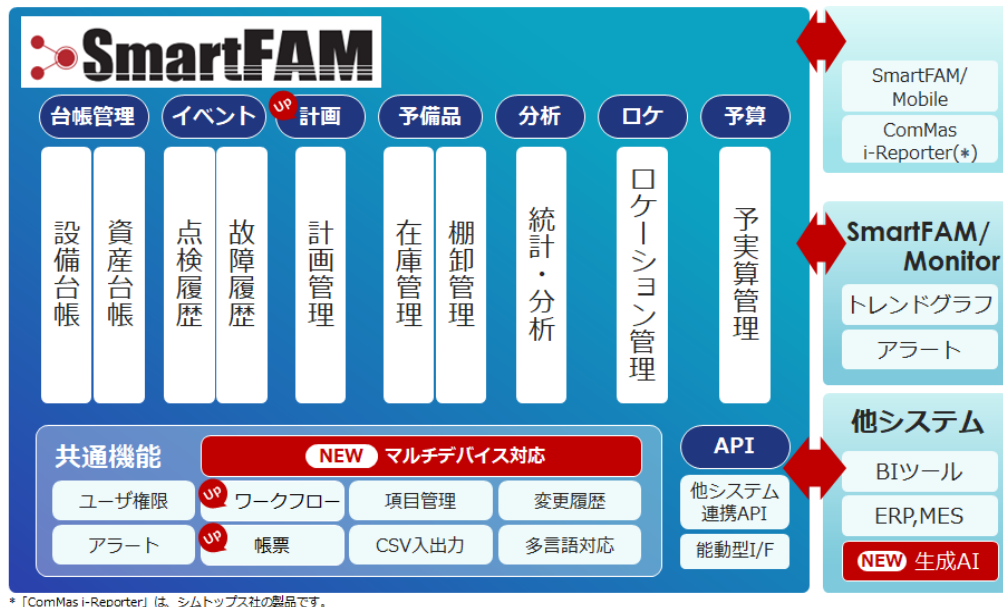 SmartFAM
台帳管理
イベント
UP
計画
予備品
分析
ロケ
予算
設備台帳
資産台帳
点検履歴
故障履歴
計画管理
在庫管理
棚卸管理
統計・分析
ロケーション管理
予実算管理
共通機能
NEW マルチデバイス対応
ユーザ権限
UP ワークフロー
項目管理
変更履歴
アラート
UP 帳票
CSV入出力
多言語対応
API
他システム
連携API
能動型I/F
SmartFAM/
Mobile
ComMas
i-Reporter(*)
SmartFAM/
Monitor
トレンドグラフ
アラート
他システム
BIツール
ERP,MES
NEW 生成AI
*「ComMas i-Reporter」は、シムトップス社の製品です。